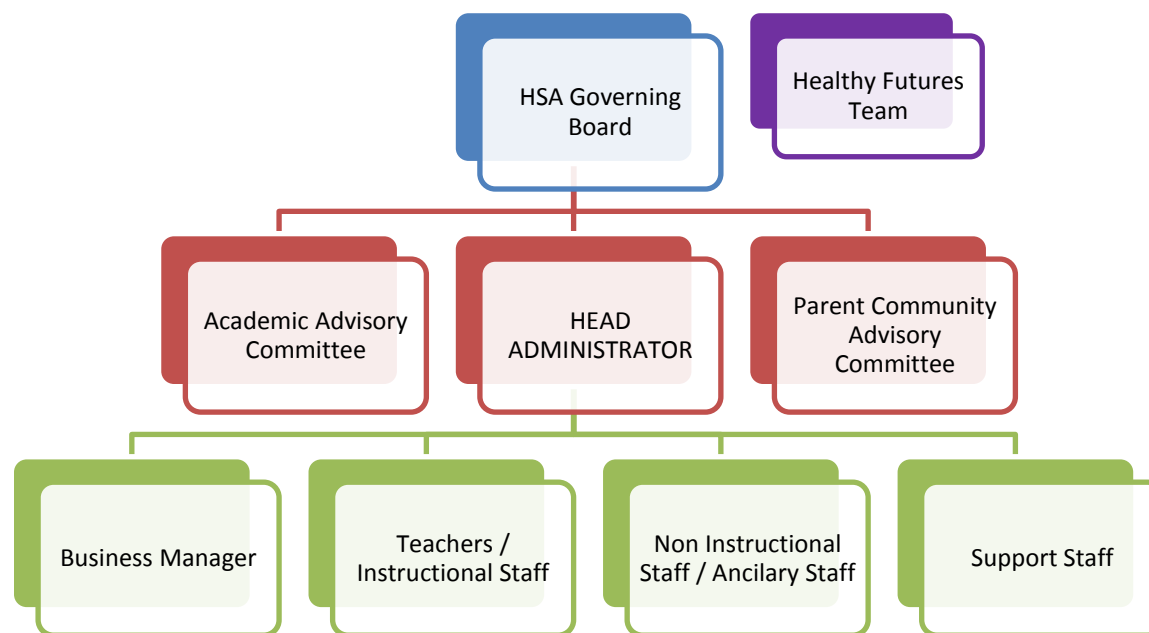 HSA Governing
Board
Healthy Futures
Team
Academic Advisory
Committee
HEAD
ADMINISTRATOR
Parent Community
Advisory
Committee
Business Manager
Teachers /
Instructional Staff
Non Instructional
Staff / Ancilary Staff
Support Staff